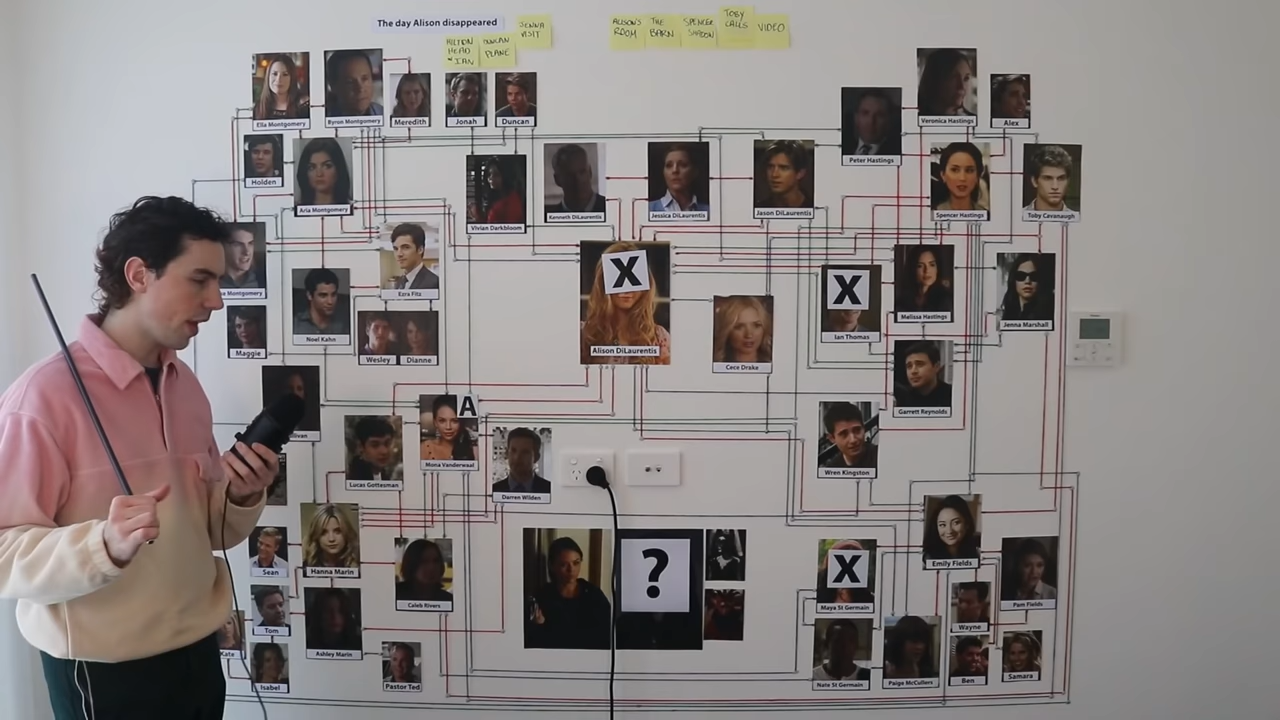 The day Alison disappeared
JENNA
VISIT
HILTON
HEAD
IAN
DUNCAN
PLANE
ALISON'S
ROOM
THE
BARN
SPENCER
TOBY
CALLS
VIDEO
Ella Montgomery
Byron Montgomery
Meredith
Jonah
Duncan
Peter Hastings
Veronica Hastings
Alex
Holden
Aria Montgomery
Vivian Darkbloom
Kenneth DiLaurentis
Jessica DiLaurentis
Jason DiLaurentis
Spencer Hastings
Toby Cavanaugh
Montgomery
Noel Kahn
Ezra Fitz
X
Alison DiLaurentis
Cece Drake
X
Ian Thomas
Melissa Hastings
Jenna Marshall
Maggie
Wesley
Dianne
Garrett Reynolds
A
Mona Vanderwaal
Lucas Gottesman
Darren Wilden
Wren Kingston
Sean
Hanna Marin
Caleb Rivers
?
X
Maya St Germain
Emily Fields
Pam Fields
Tom
Ashley Marin
Wayne
Kate
Isabel
Pastor Ted
Nate St Germain
Paige McCullers
Ben
Samara